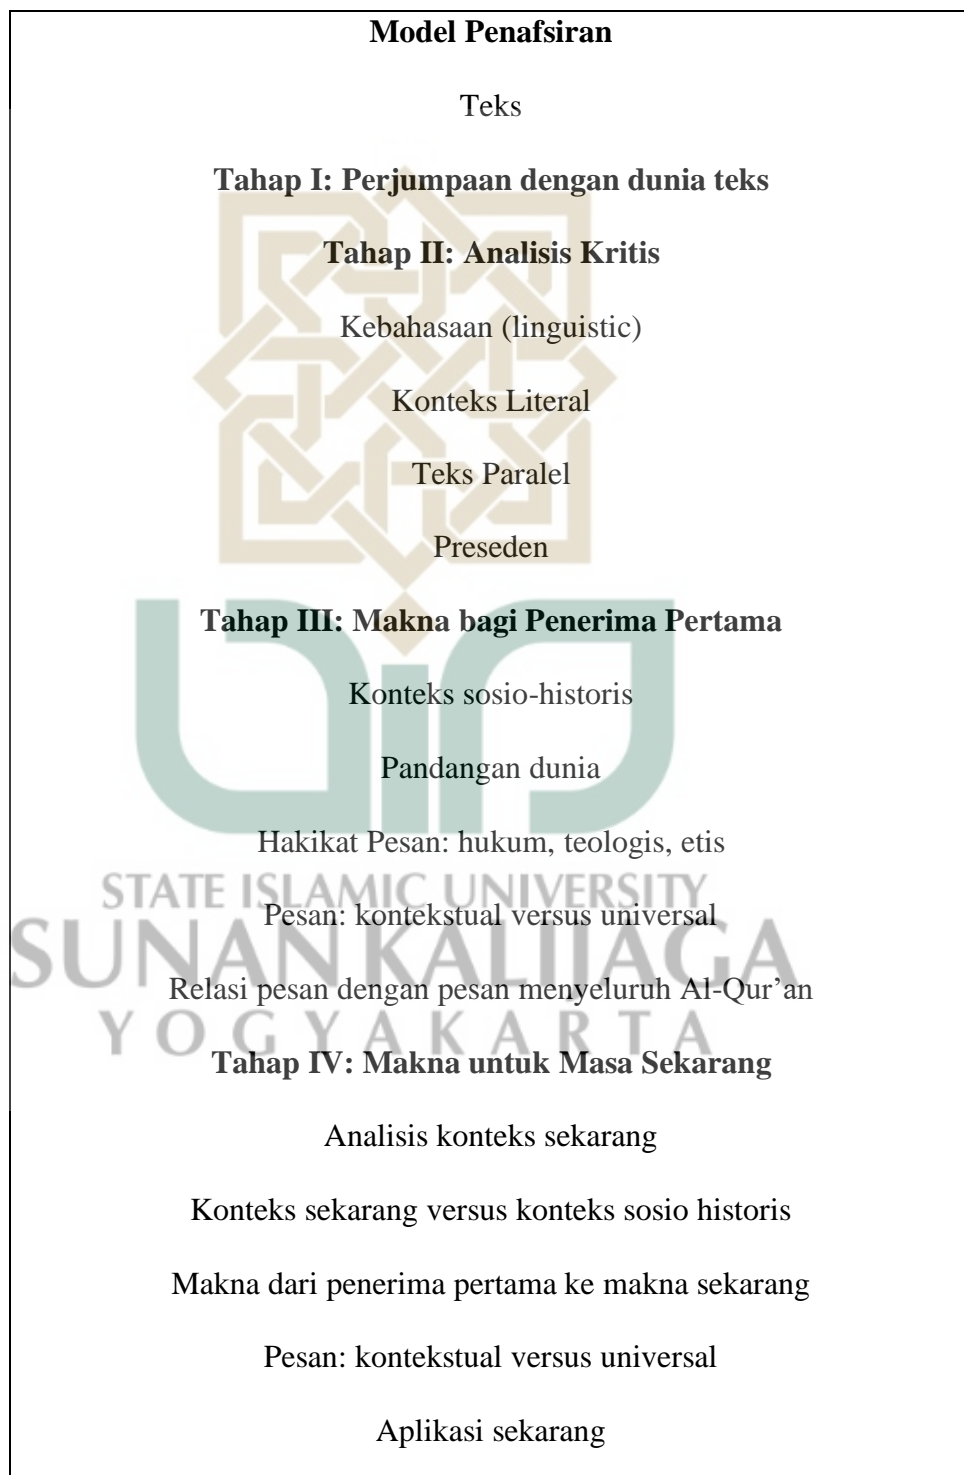 Model Penafsiran
Teks
Tahap I: Perjumpaan dengan dunia teks
Tahap II: Analisis Kritis
Kebahasaan (linguistic)
Konteks Literal
Teks Paralel
Preseden
Tahap III: Makna bagi Penerima Pertama
Konteks sosio-historis
Pandangan dunia
Hakikat Pesan: hukum, teologis, etis
STATE ISLAMIC UNIVERSITY
Pesan: kontekstual versus universal
SUNAN KALIJAGA
Relasi pesan dengan pesan menyeluruh Al-Qur’an
YOGYAKARTA
Tahap IV: Makna untuk Masa Sekarang
Analisis konteks sekarang
Konteks sekarang versus konteks sosio historis
Makna dari penerima pertama ke makna sekarang
Pesan: kontekstual versus universal
Aplikasi sekarang